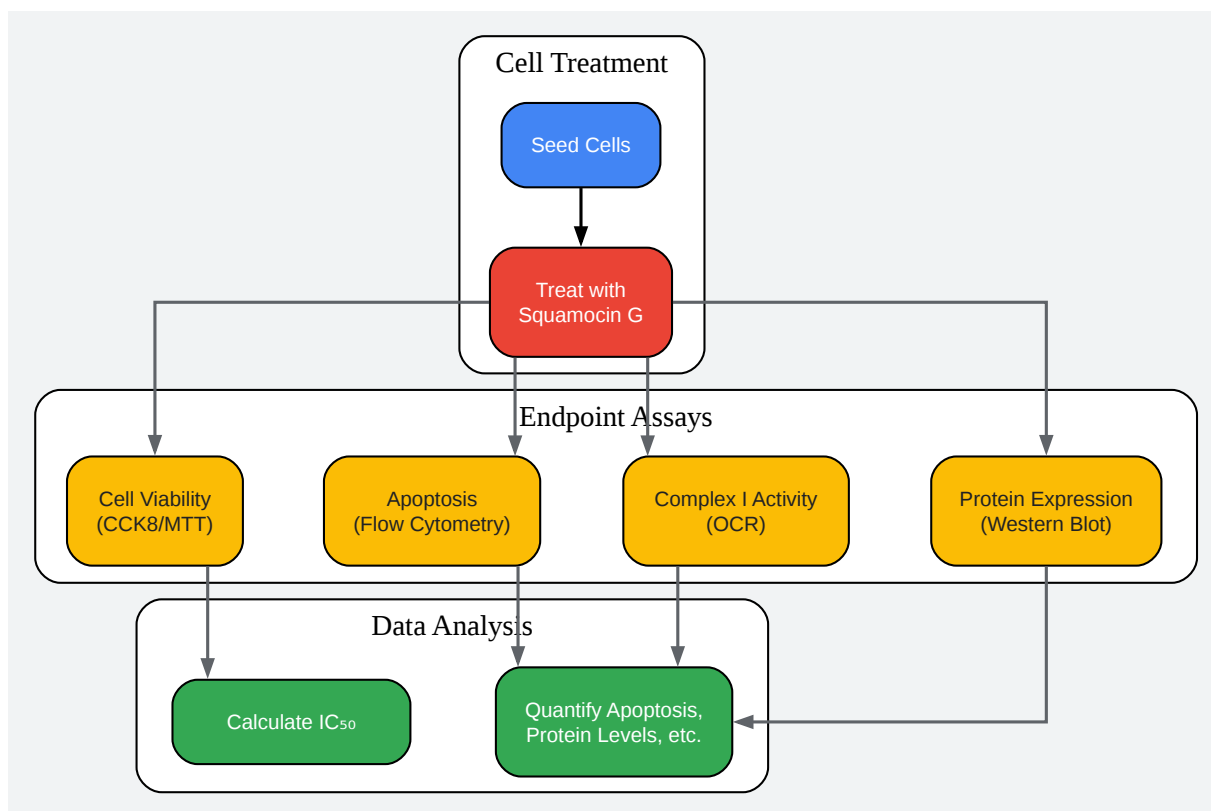 Cell Treatment
Seed Cells
Treat with
Squamocin G
Endpoint Assays
Cell Viability
(CCK8/MTT)
Apoptosis
(Flow Cytometry)
Complex I Activity
(OCR)
Protein Expression
(Western Blot)
Data Analysis
Calculate IC₅₀
Quantify Apoptosis,
Protein Levels, etc.